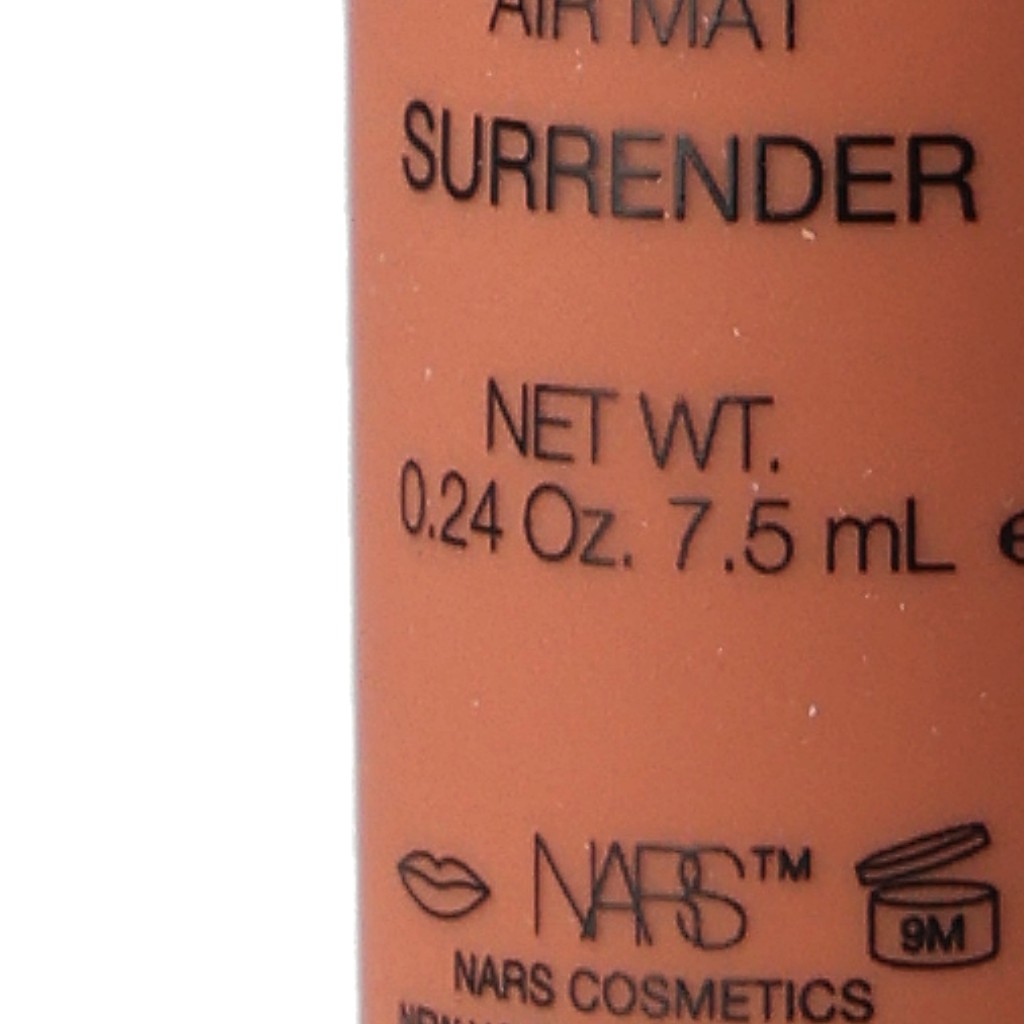 AIR MAT
SURRENDER
NET WT.
0.24 Oz. 7.5 mL e
NARS™
9M
NARS COSMETICS